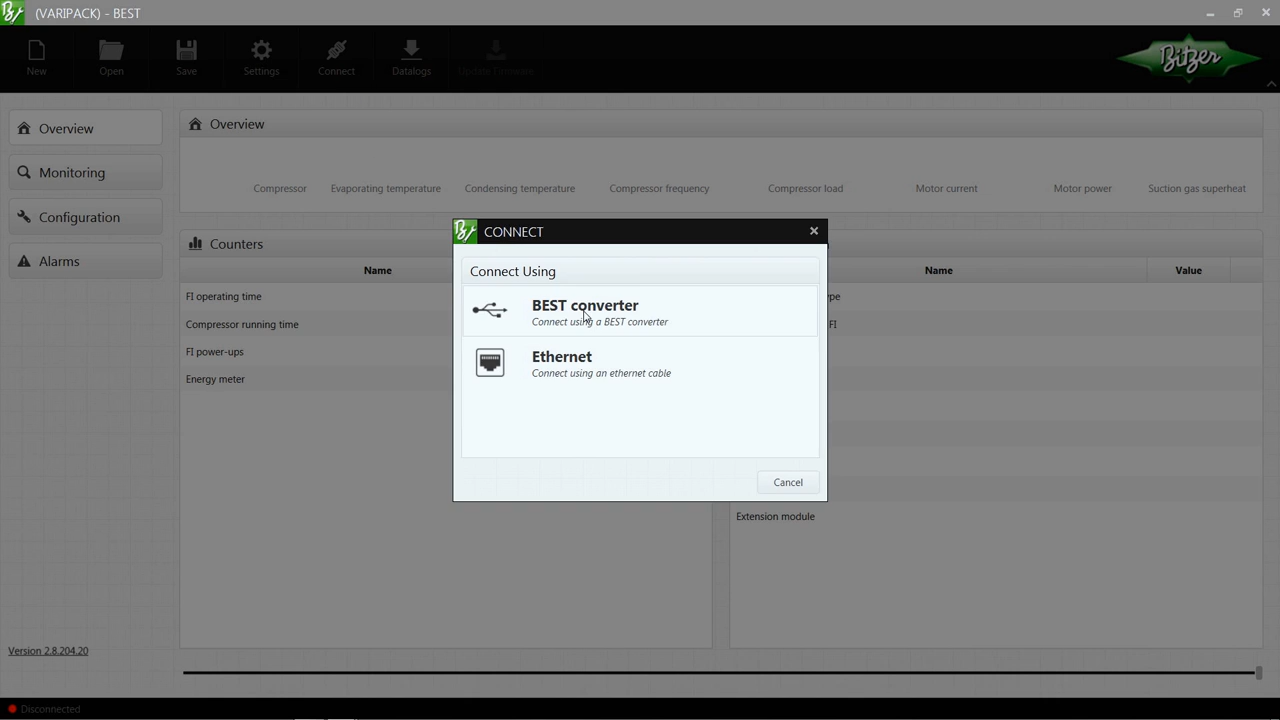 (VARIPACK) - BEST
New
Open
Save
Settings
Connect
Datalogs
Update Firmware
Bitzer
Overview
Monitoring
Configuration
Alarms
Overview
Compressor
Evaporating temperature
Condensing temperature
Compressor frequency
Compressor load
Motor current
Motor power
Suction gas superheat
Counters
Name
FI operating time
Compressor running time
FI power-ups
Energy meter
CONNECT
Connect Using
BEST converter
Connect using a BEST converter
Ethernet
Connect using an ethernet cable
Cancel
Name
Value
FI
Extension module
Version 2.8.204.20
Disconnected